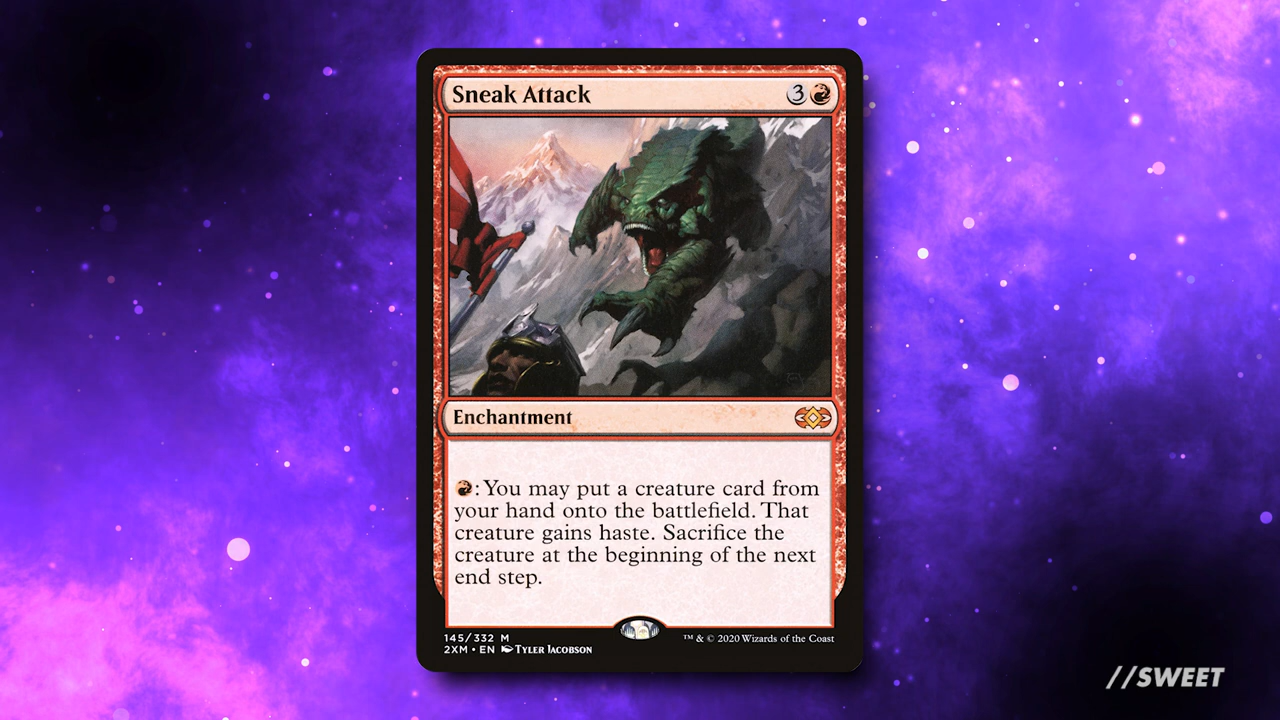 Sneak Attack 3
Enchantment
: You may put a creature card from
your hand onto the battlefield. That
creature gains haste. Sacrifice the
creature at the beginning of the next
end step.
145/332 M
2XM • EN Tyler Jacobson
™ & © 2020 Wizards of the Coast
//SWEET